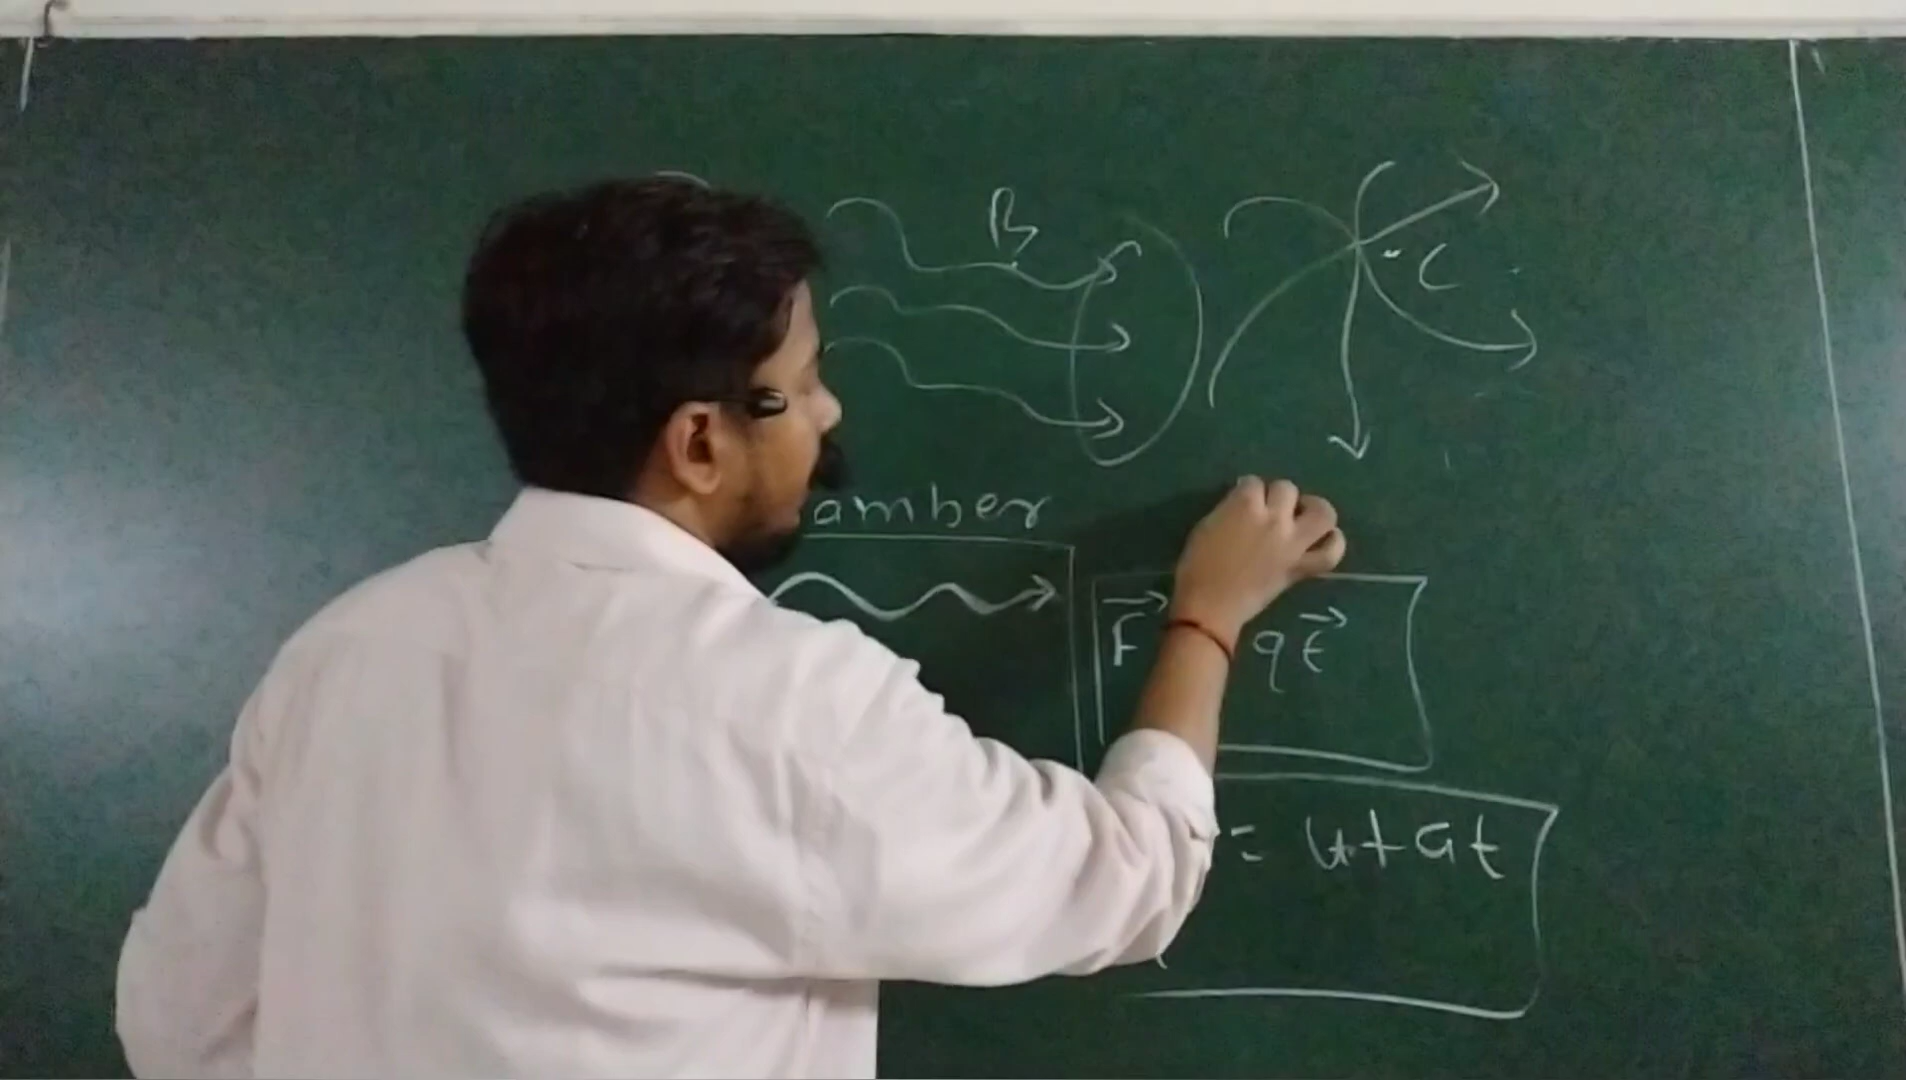 B
C
amber
F qE
= u+at